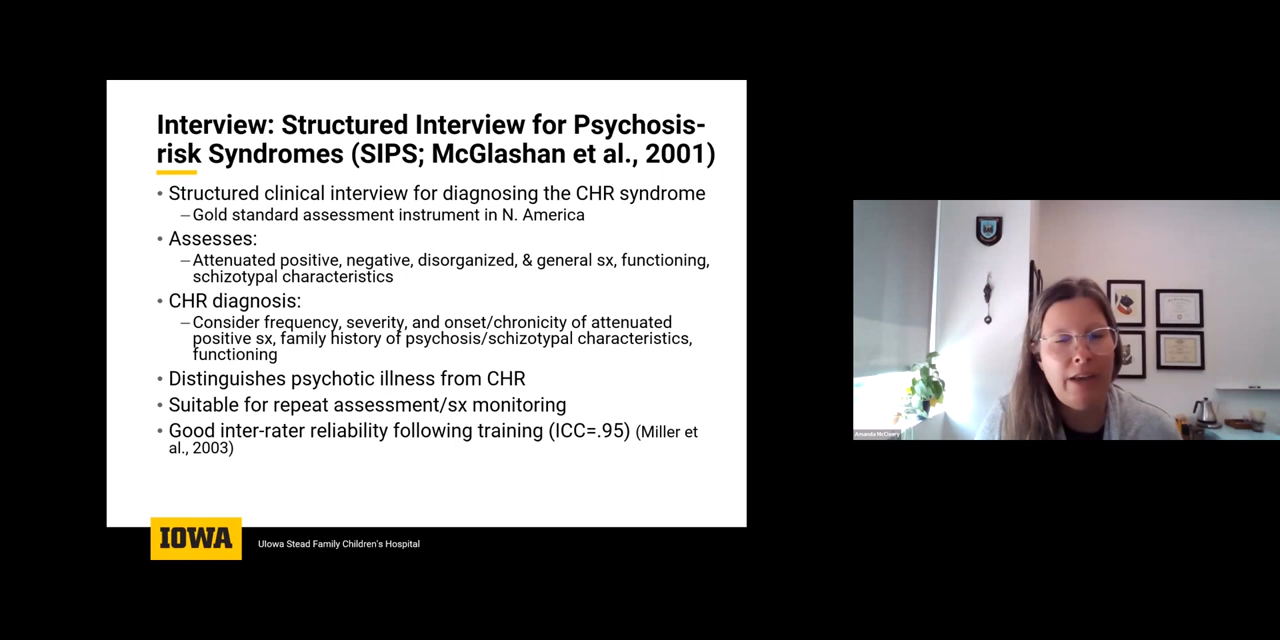 Interview: Structured Interview for Psychosis-
risk Syndromes (SIPS; McGlashan et al., 2001)
• Structured clinical interview for diagnosing the CHR syndrome
–Gold standard assessment instrument in N. America
• Assesses:
–Attenuated positive, negative, disorganized, & general sx, functioning,
schizotypal characteristics
• CHR diagnosis:
–Consider frequency, severity, and onset/chronicity of attenuated
positive sx, family history of psychosis/schizotypal characteristics,
functioning
• Distinguishes psychotic illness from CHR
• Suitable for repeat assessment/sx monitoring
• Good inter-rater reliability following training (ICC=.95) (Miller et
al., 2003)
IOWA
UIowa Stead Family Children's Hospital
Amanda McCleery